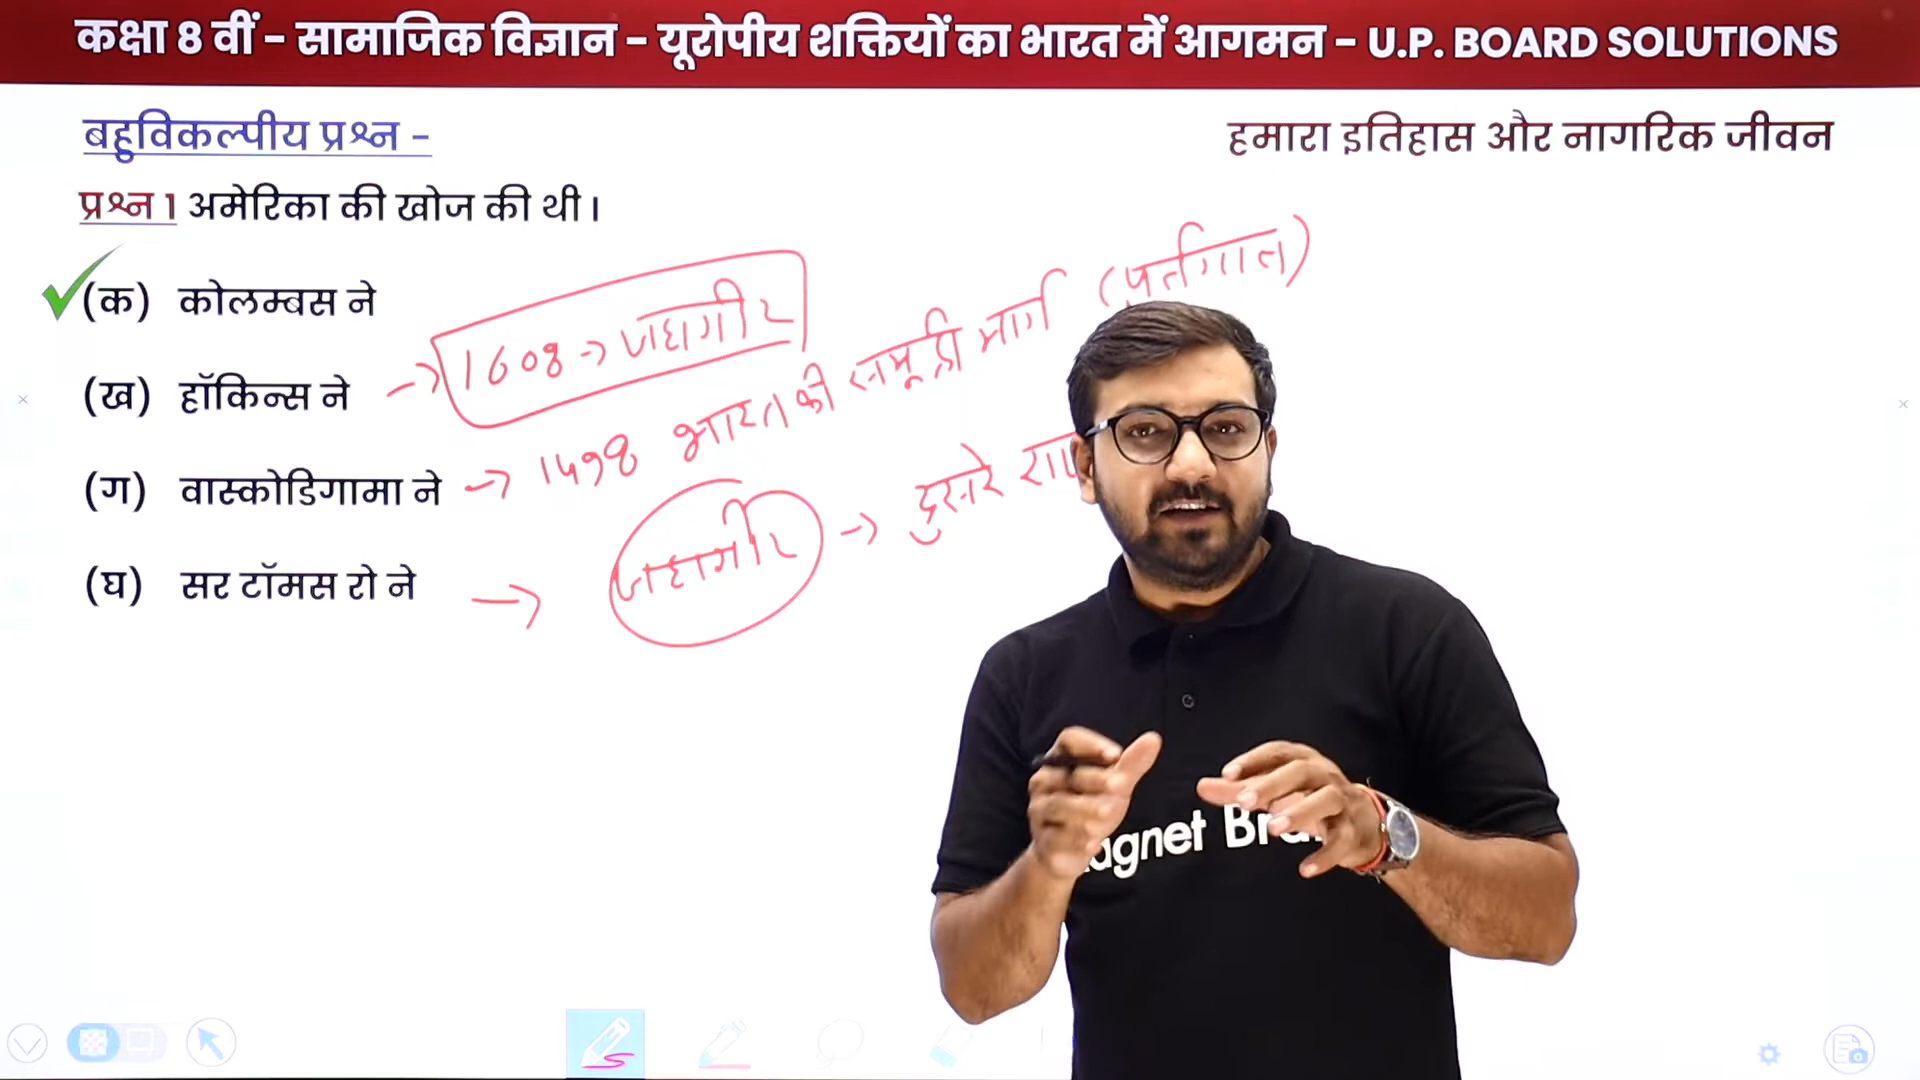 कक्षा 8 वीं - सामाजिक विज्ञान - यूरोपीय शक्तियों का भारत में आगमन - U.P. BOARD SOLUTIONS
बहुविकल्पीय प्रश्न -
हमारा इतिहास और नागरिक जीवन
प्रश्न 1 अमेरिका की खोज की थी।
(क) कोलम्बस ने
(ख) हॉकिन्स ने → 1608 → जहागीर
(ग) वास्कोडिगामा ने → 1498 भारत की समुद्री मार्ग (पुर्तगाल)
(घ) सर टॉमस रो ने → जहागीर → दुसरे
agnet Bra